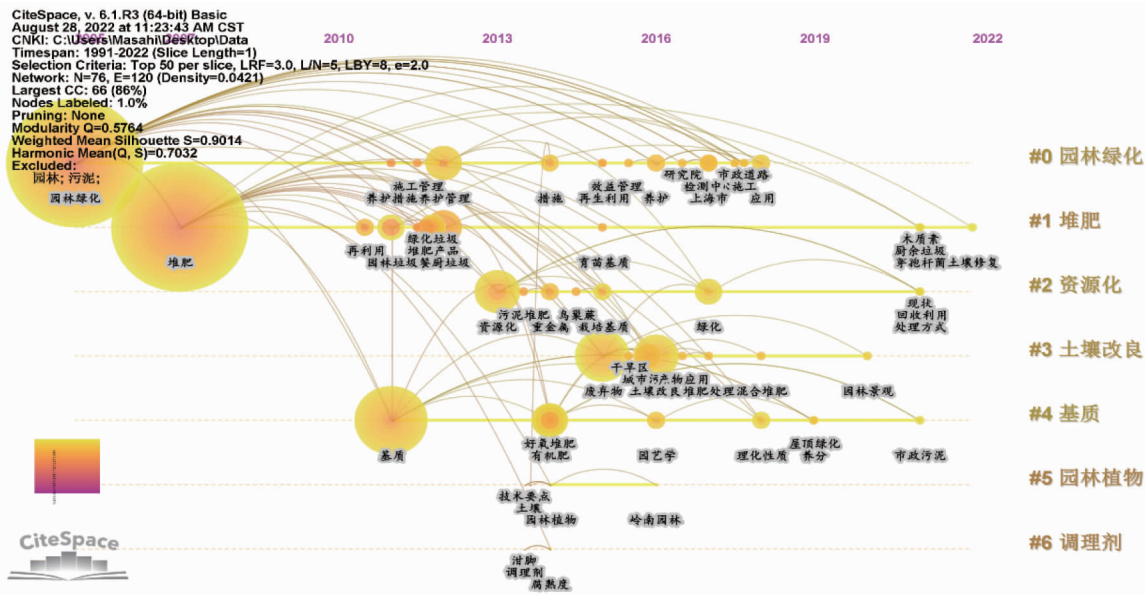 CiteSpace, v. 6.1.R3 (64-bit) Basic
August 28, 2022 at 11:23:43 AM CST
CNKI: C:\Users\Masahi\Desktop\Data
Timespan: 1991-2022 (Slice Length=1)
Selection Criteria: Top 50 per slice, LRF=3.0, L/N=5, LBY=8, e=2.0
Network: N=76, E=120 (Density=0.0421)
Largest CC: 66 (86%)
Nodes Labeled: 1.0%
Pruning: None
Modularity Q=0.5764
Weighted Mean Silhouette S=0.9014
Harmonic Mean(Q, S)=0.7032
Excluded:
园林; 污泥;
2007 2010 2013 2016 2019 2022
#0 园林绿化
园林绿化
施工管理
养护措施 养护管理
措施
效益管理
再生利用 养护
研究院 市政道路
检测中心 施工
上海市 应用
#1 堆肥
堆肥
再利用
绿化垃圾
堆肥产品
园林垃圾 餐厨垃圾
育苗基质
木质素
厨余垃圾
芽孢杆菌 土壤修复
#2 资源化
资源化
污泥堆肥
重金属
鸟巢蕨
栽培基质
绿化
现状
回收利用
处理方式
#3 土壤改良
干旱区
废弃物
土壤改良 堆肥处理 混合堆肥
园林景观
#4 基质
基质
好氧堆肥
有机肥
园艺学
理化性质
屋顶绿化
养分
市政污泥
#5 园林植物
技术要点
土壤
园林植物
岭南园林
#6 调理剂
泔脚
调理剂
腐熟度
CiteSpace